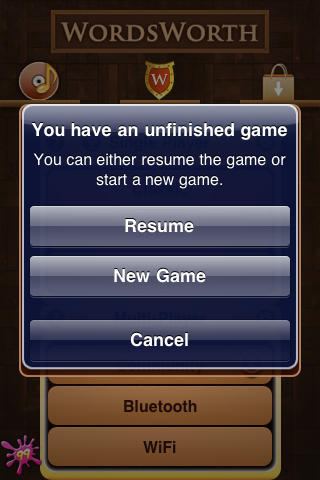 WORDSWORTH
W
You have an unfinished game
You can either resume the game or
start a new game.
Resume
New Game
Cancel
Bluetooth
WiFi
99